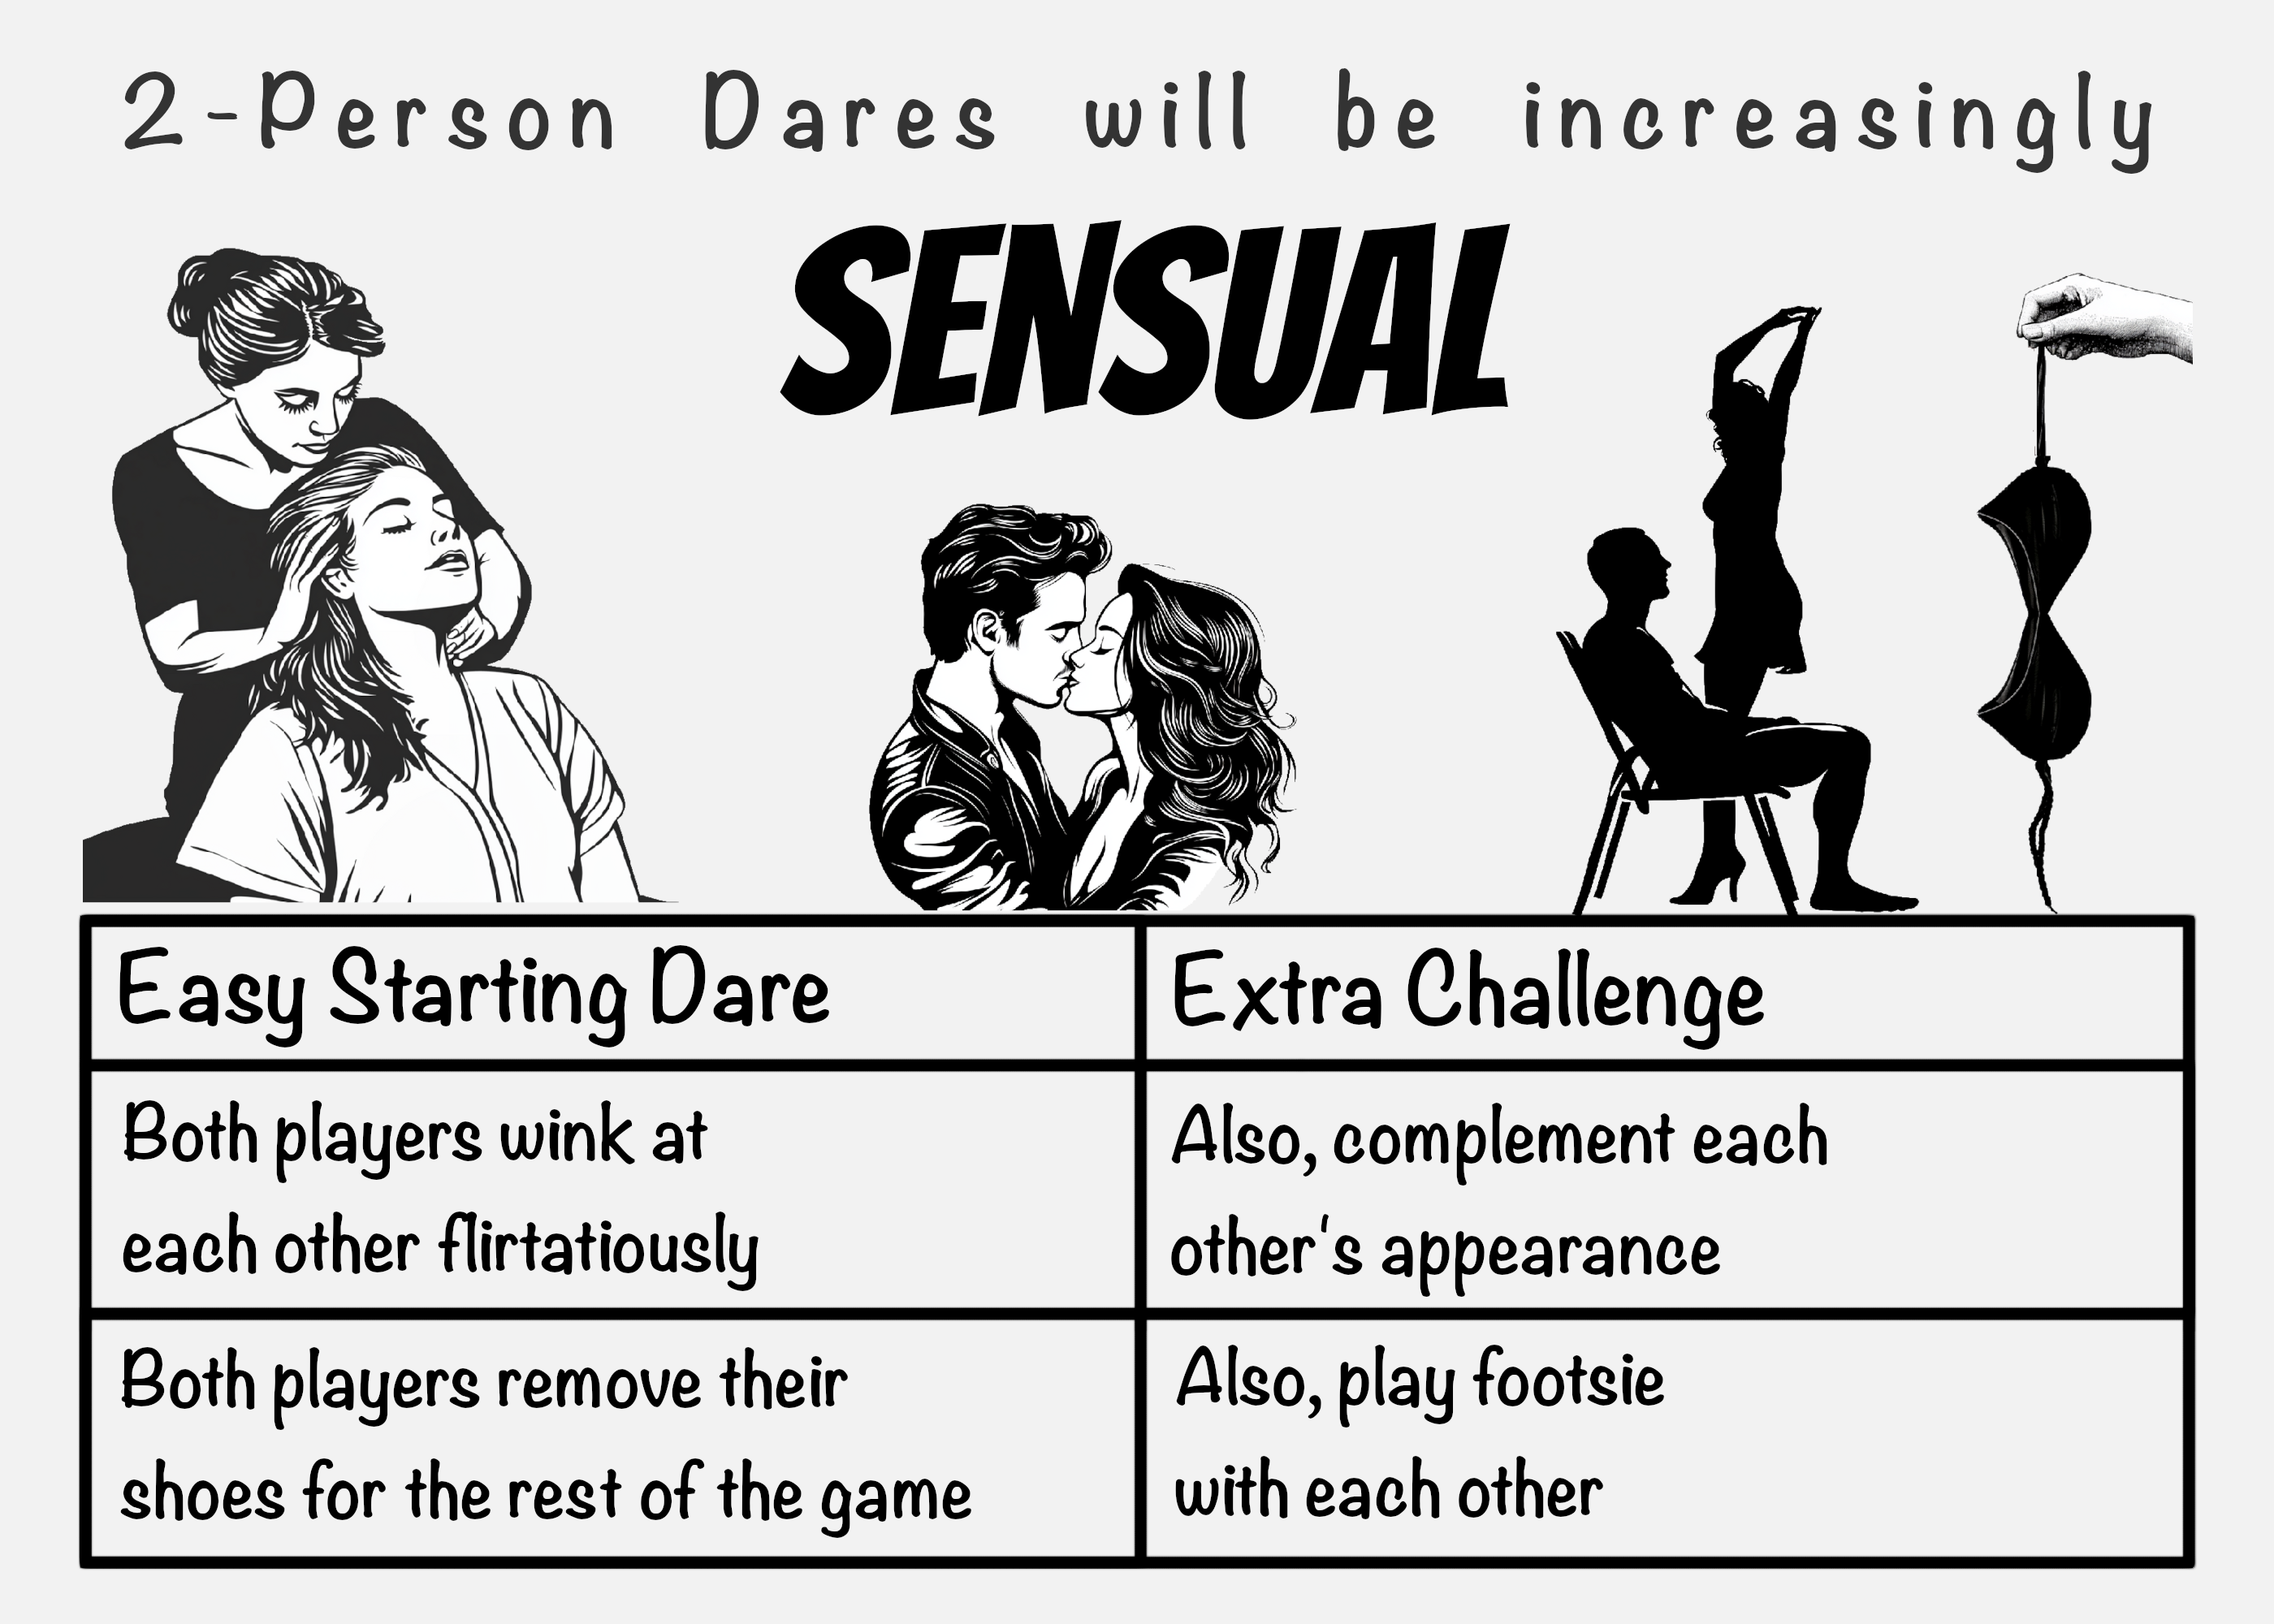 2-Person Dares will be increasingly
SENSUAL
Easy Starting Dare
Extra Challenge
Both players wink at
each other flirtatiously
Also, complement each
other's appearance
Both players remove their
shoes for the rest of the game
Also, play footsie
with each other